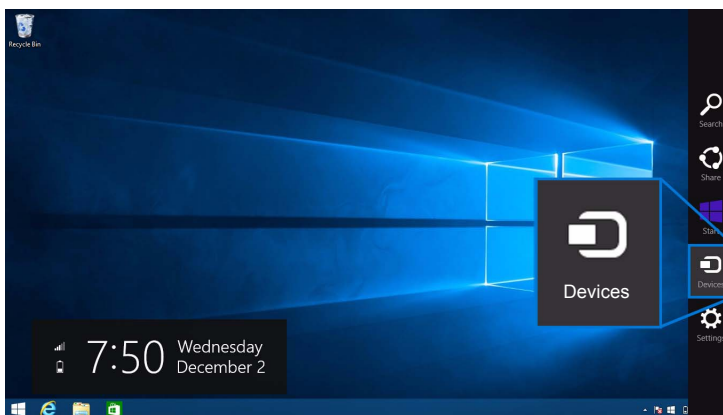 Recycle Bin
Search
Share
Start
Devices
Devices
Settings
7:50
Wednesday
December 2